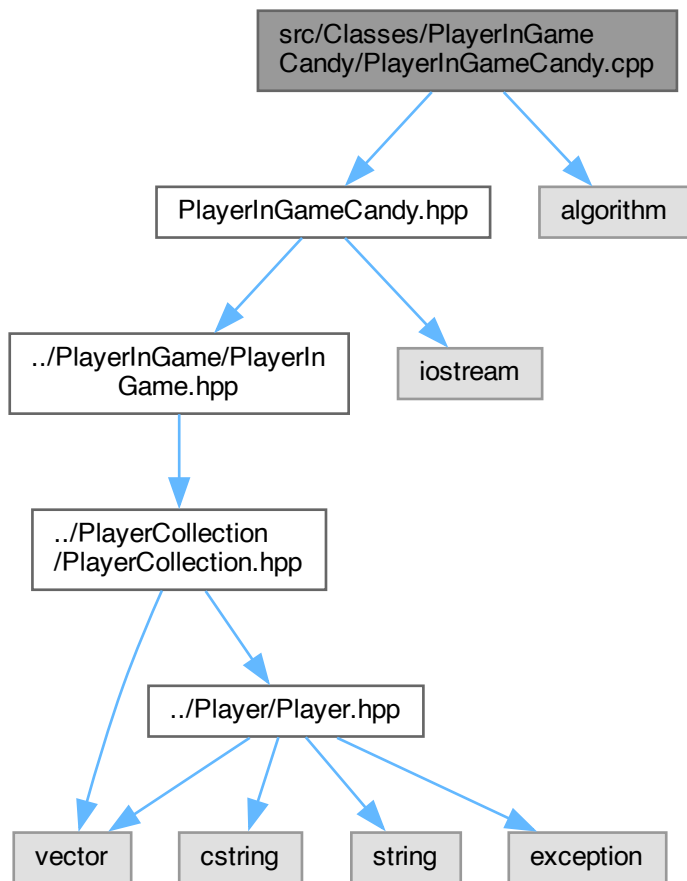 src/Classes/PlayerInGame
Candy/PlayerInGameCandy.cpp
PlayerInGameCandy.hpp
algorithm
../PlayerInGame/PlayerIn
Game.hpp
iostream
../PlayerCollection
/PlayerCollection.hpp
../Player/Player.hpp
vector
cstring
string
exception